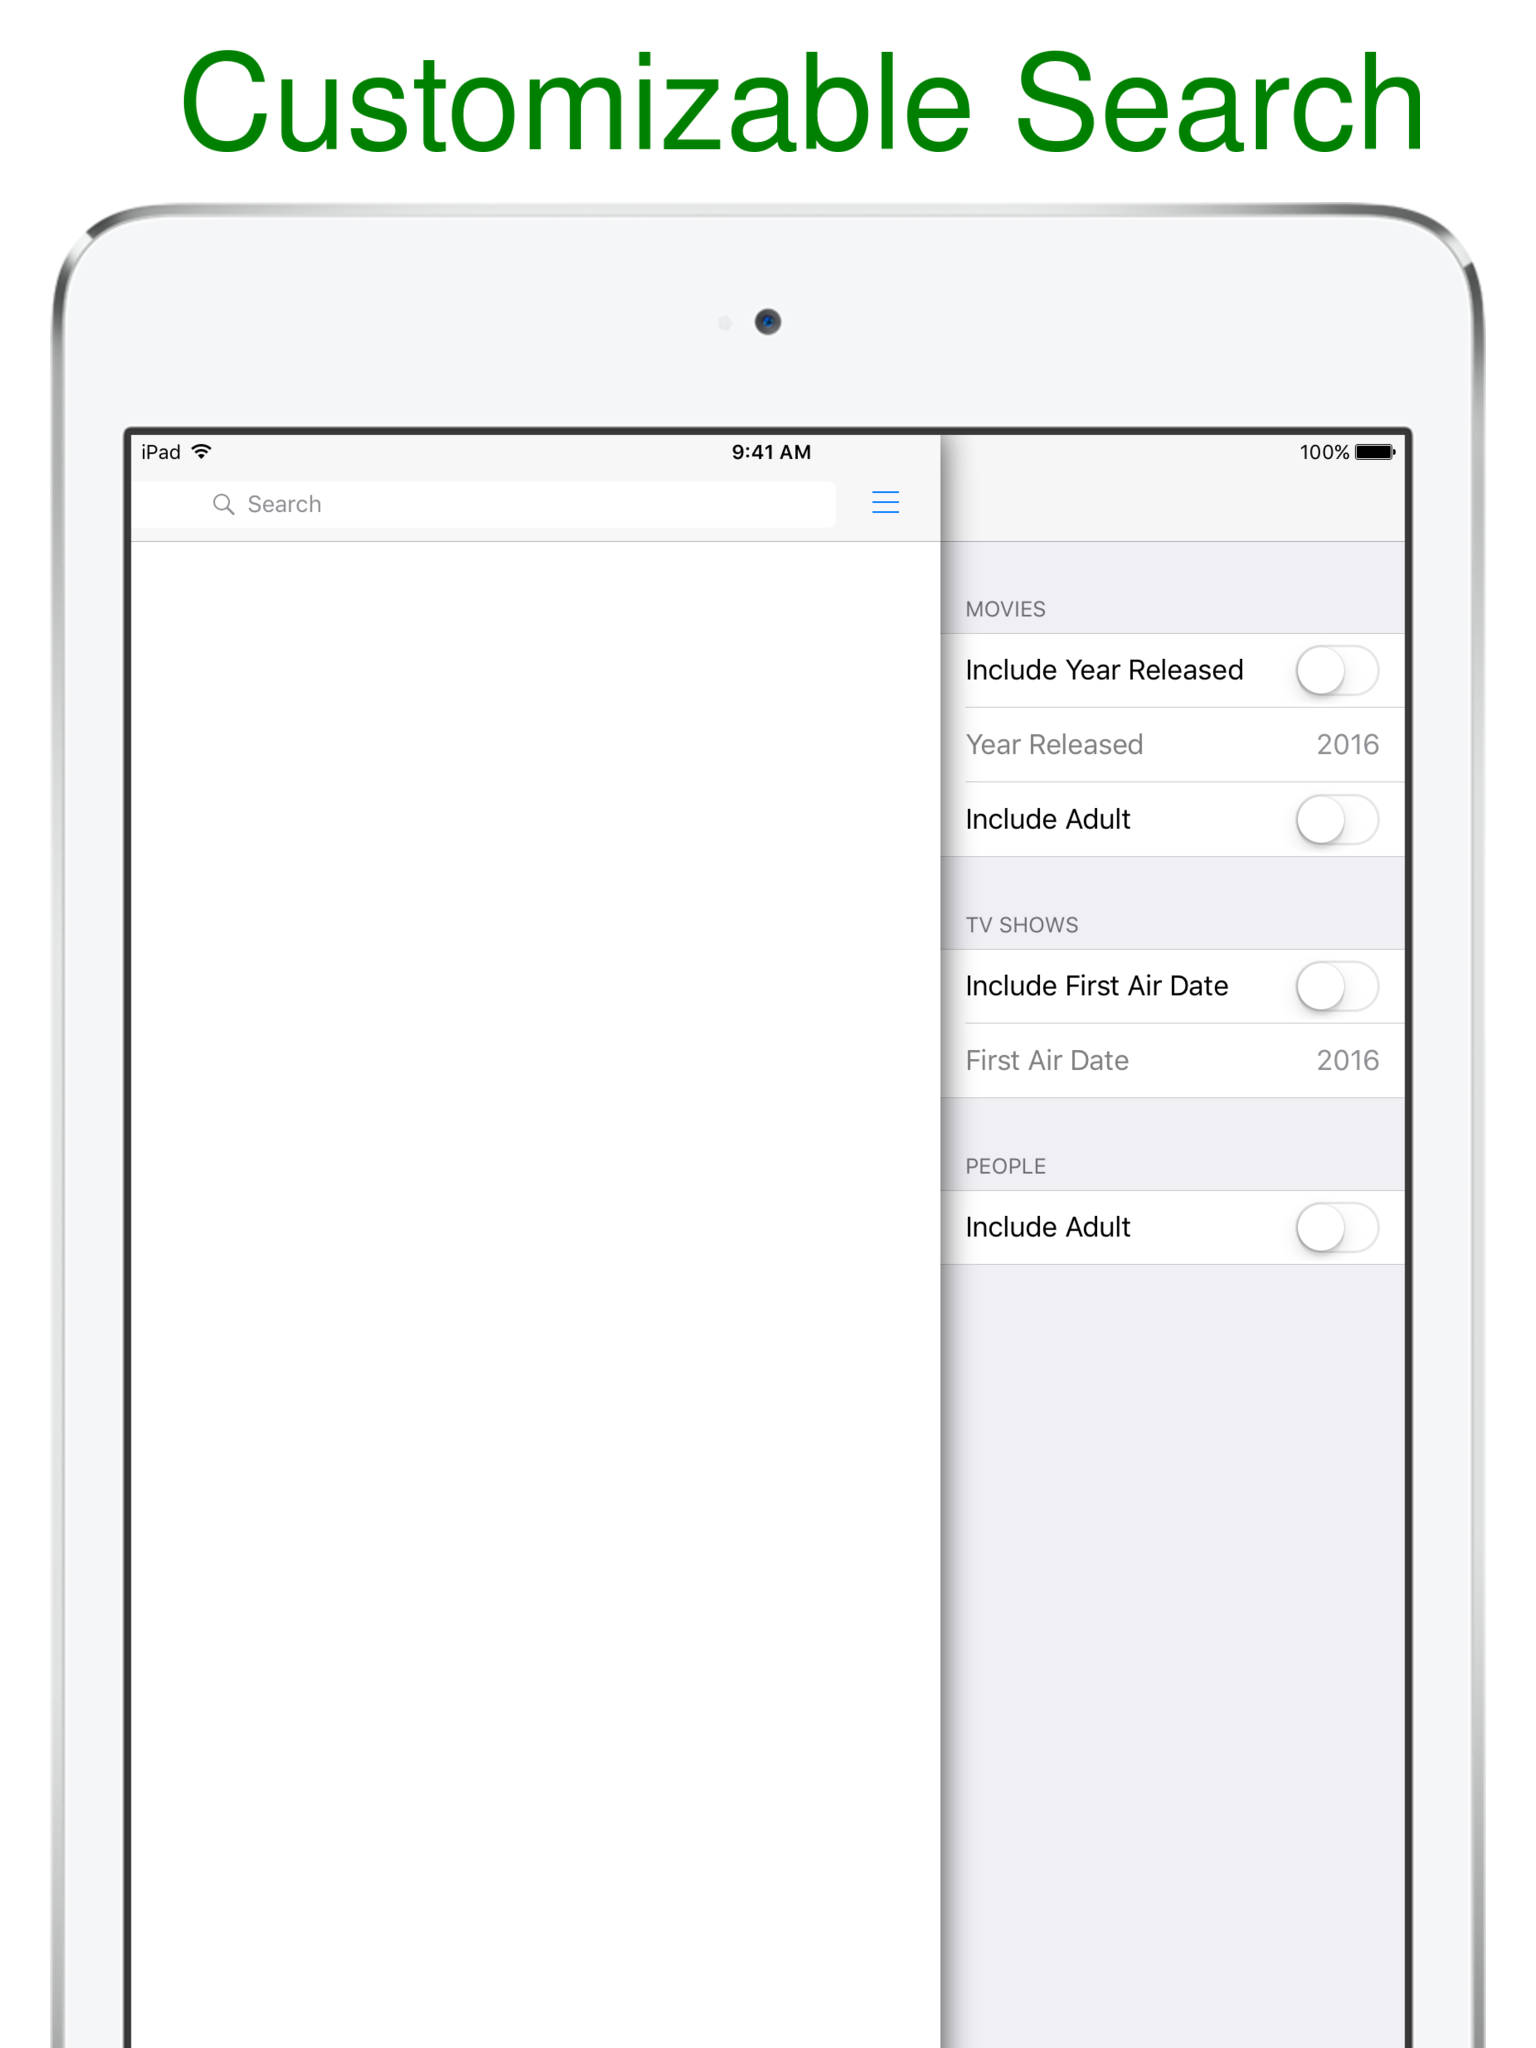 Customizable Search
iPad 9:41 AM 100%
Search
MOVIES
Include Year Released
Year Released 2016
Include Adult
TV SHOWS
Include First Air Date
First Air Date 2016
PEOPLE
Include Adult